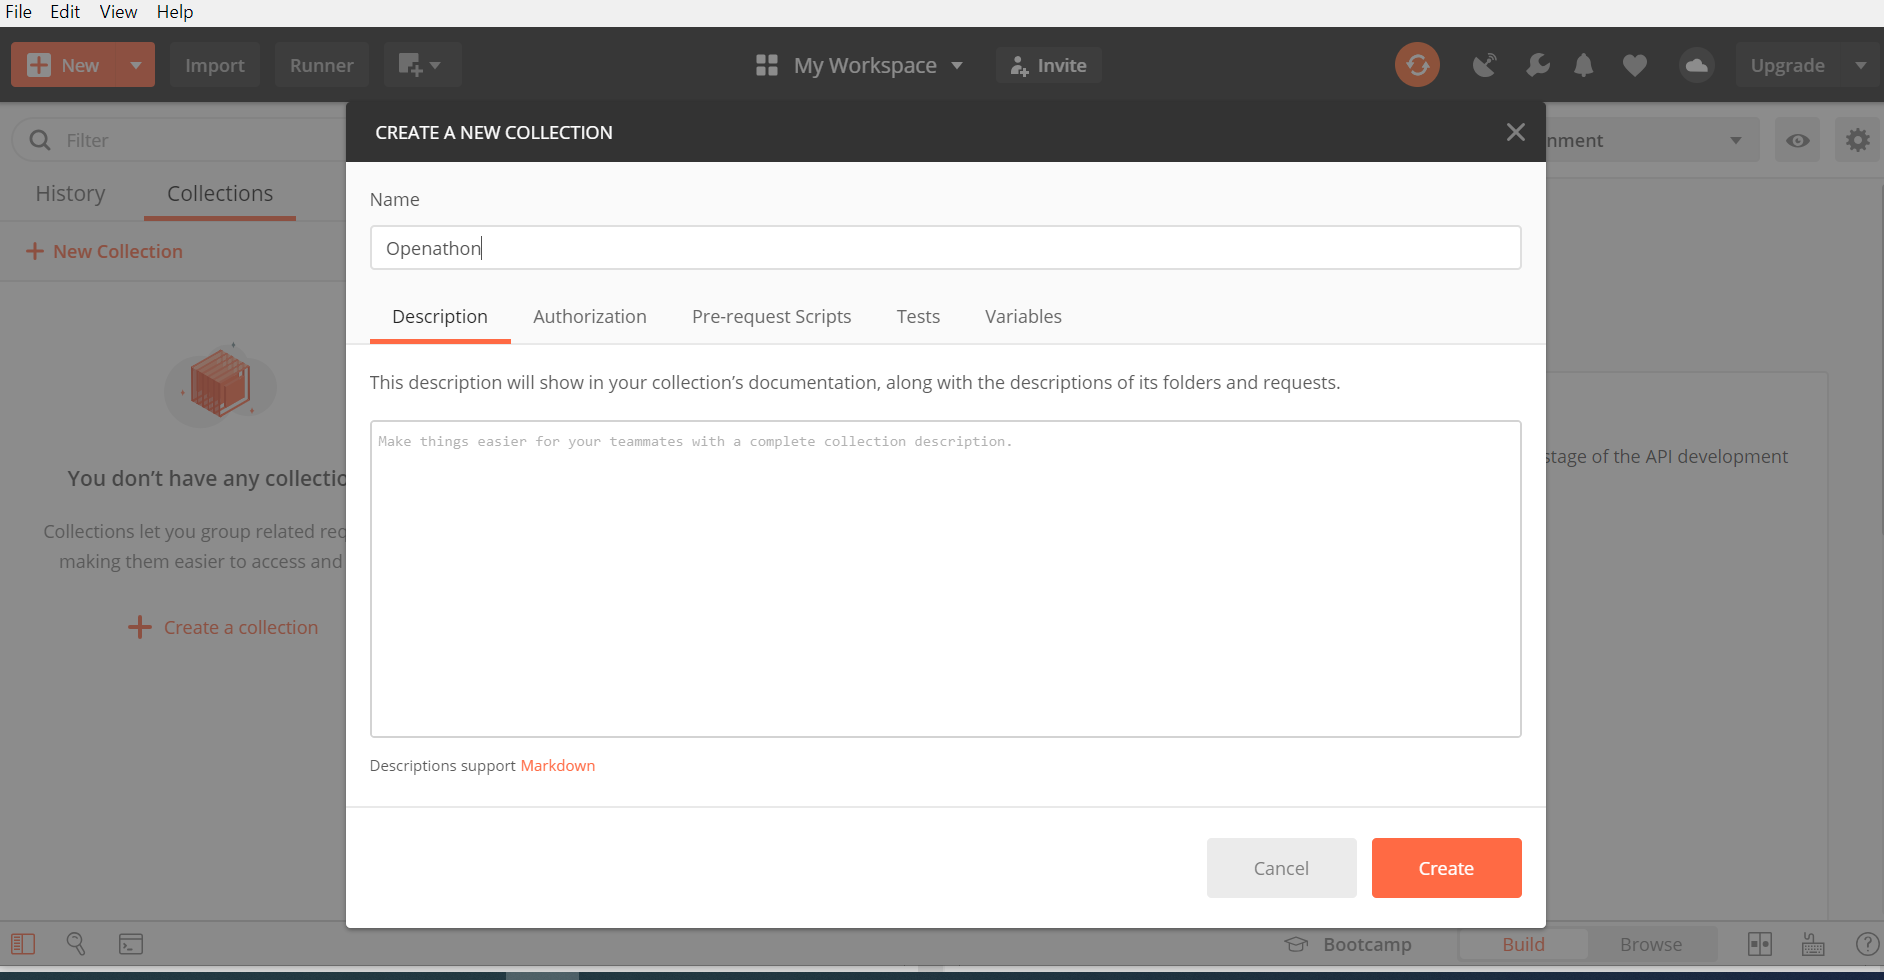 File Edit View Help
New Import Runner My Workspace Invite Upgrade
CREATE A NEW COLLECTION
Filter
nment
History Collections
Name
Openathon
New Collection
Description Authorization Pre-request Scripts Tests Variables
This description will show in your collection's documentation, along with the descriptions of its folders and requests.
Make things easier for your teammates with a complete collection description.
stage of the API development
You don't have any collectio
Collections let you group related req
making them easier to access and
Create a collection
Descriptions support Markdown
Cancel Create
Bootcamp Build Browse